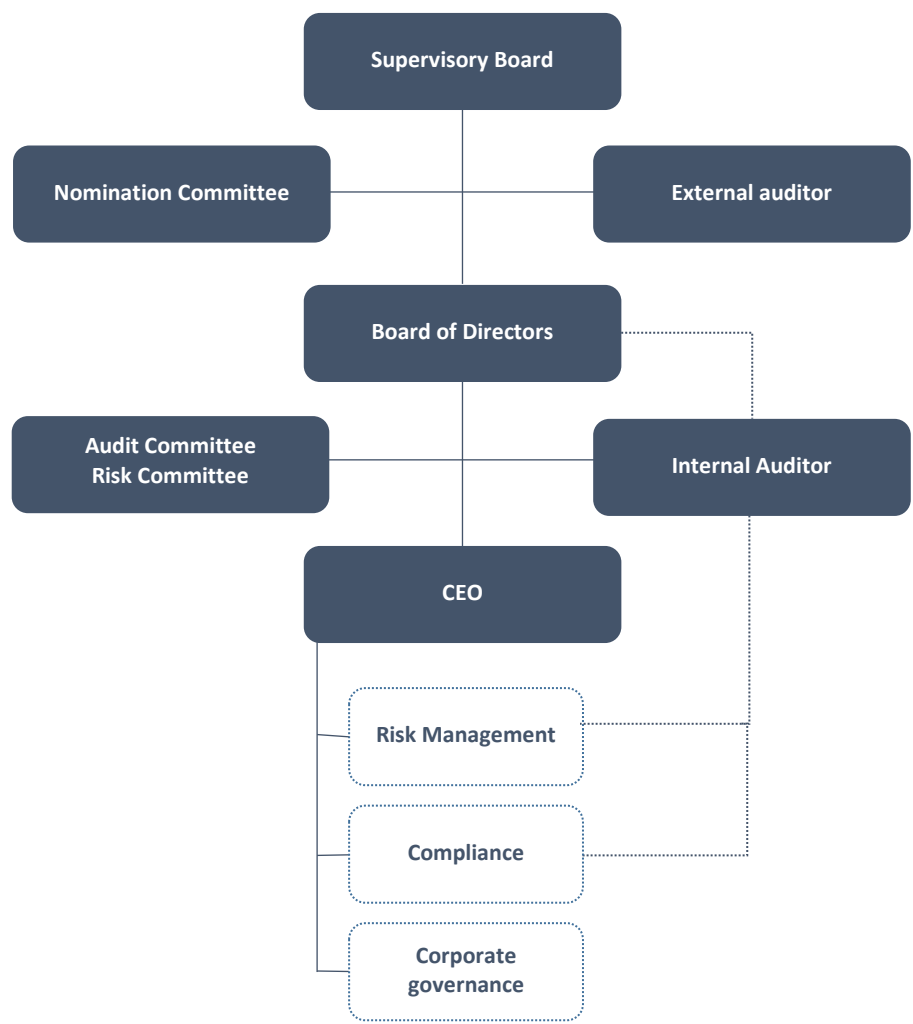 Supervisory Board
Nomination Committee
External auditor
Board of Directors
Audit Committee
Risk Committee
Internal Auditor
CEO
Risk Management
Compliance
Corporate
governance